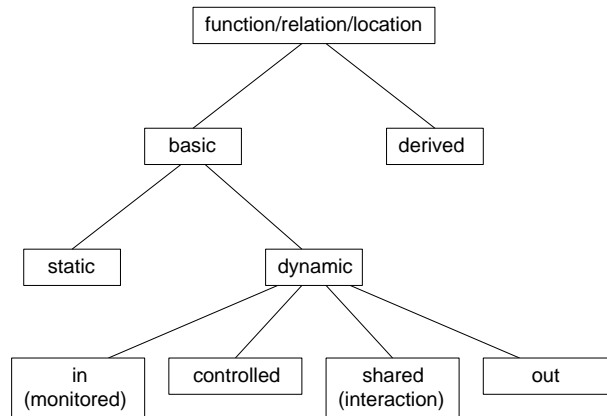 function/relation/location
basic
derived
static
dynamic
in
(monitored)
controlled
shared
(interaction)
out